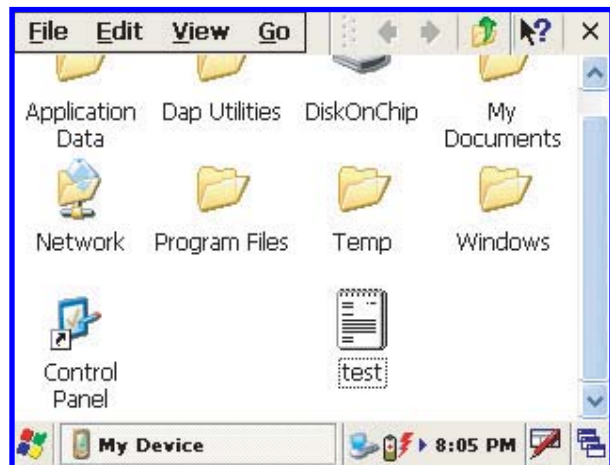 File Edit View Go ?
Application Data Dap Utilities DiskOnChip My Documents
Network Program Files Temp Windows
Control Panel test
My Device 8:05 PM